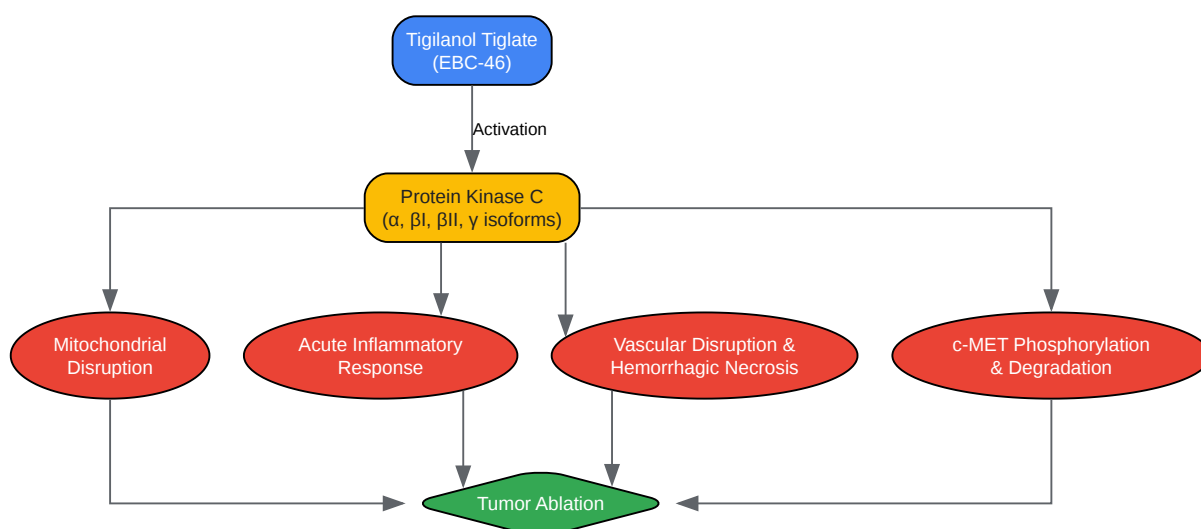 Tigilanol Tiglate
(EBC-46)
Activation
Protein Kinase C
(α, βI, βII, γ isoforms)
Mitochondrial
Disruption
Acute Inflammatory
Response
Vascular Disruption &
Hemorrhagic Necrosis
c-MET Phosphorylation
& Degradation
Tumor Ablation